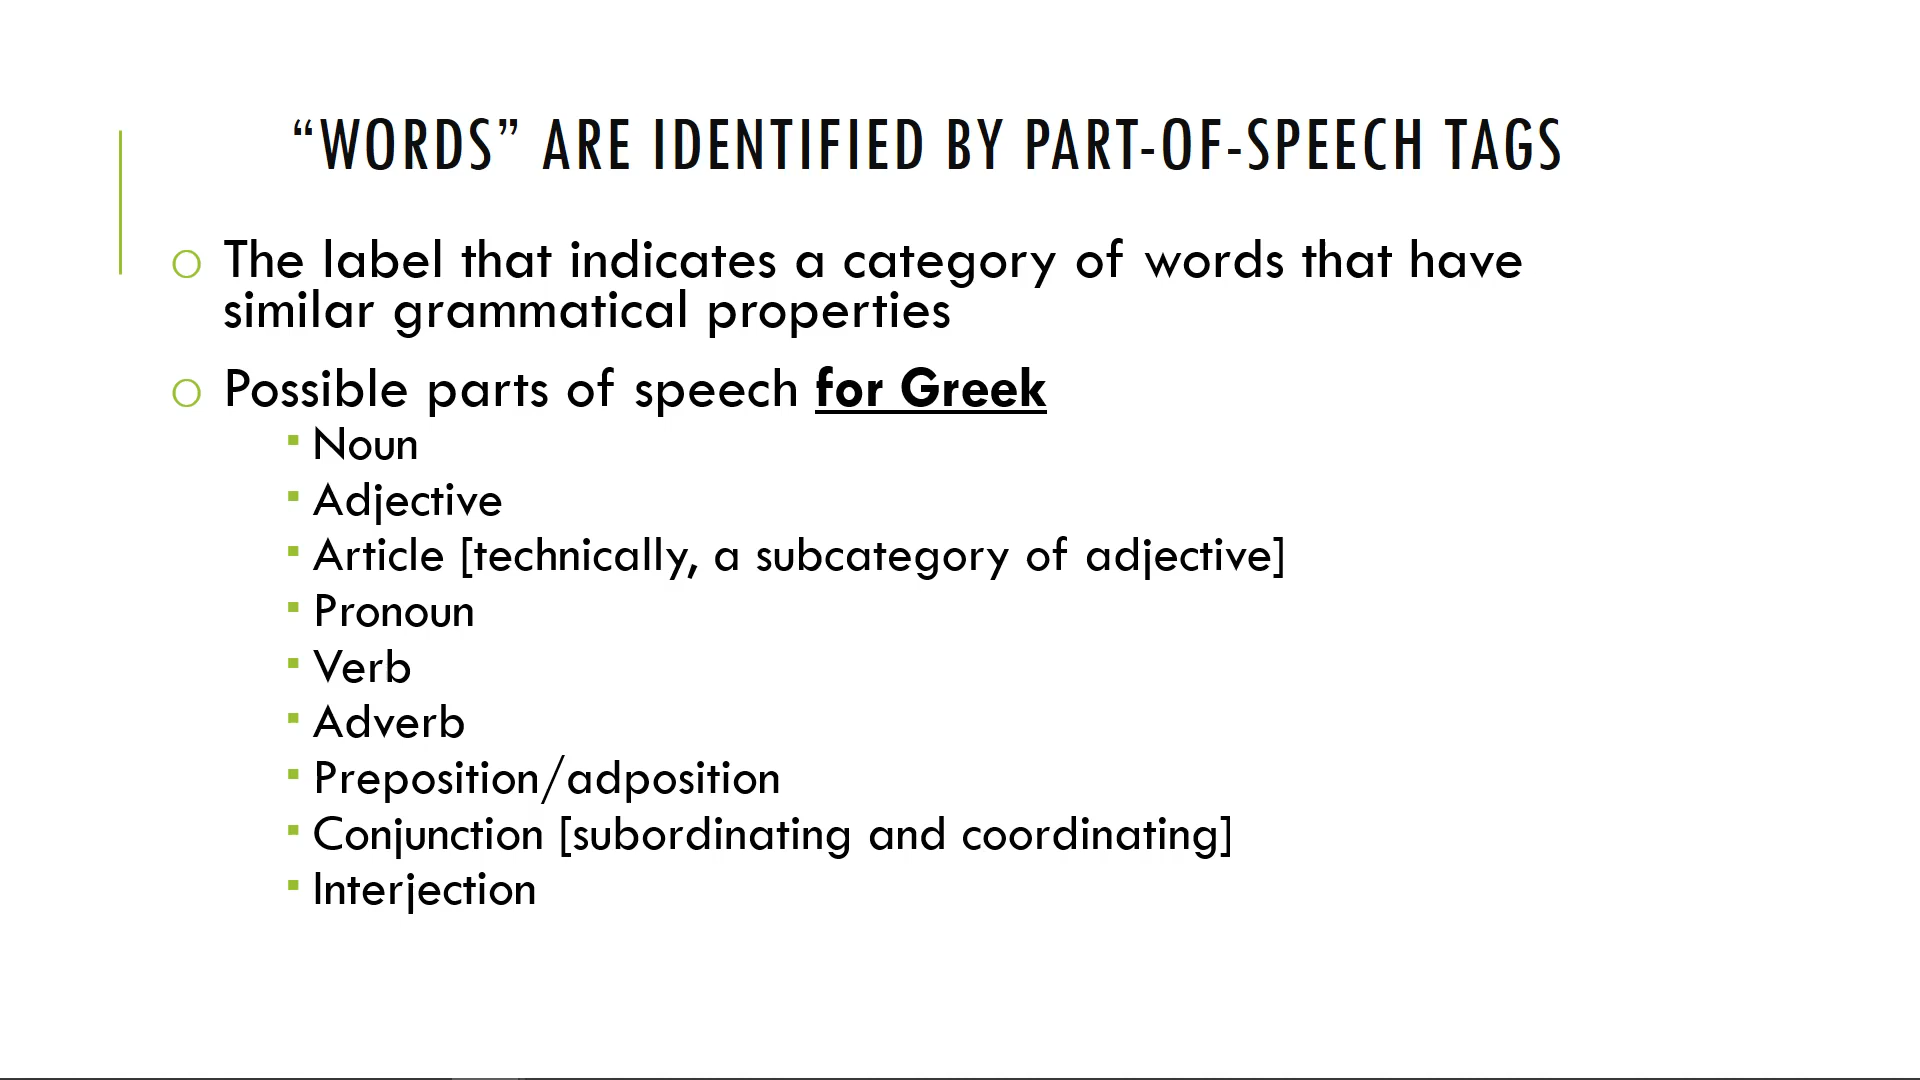 “WORDS” ARE IDENTIFIED BY PART-OF-SPEECH TAGS
The label that indicates a category of words that have
similar grammatical properties
Possible parts of speech for Greek
Noun
Adjective
Article [technically, a subcategory of adjective]
Pronoun
Verb
Adverb
Preposition/adposition
Conjunction [subordinating and coordinating]
Interjection